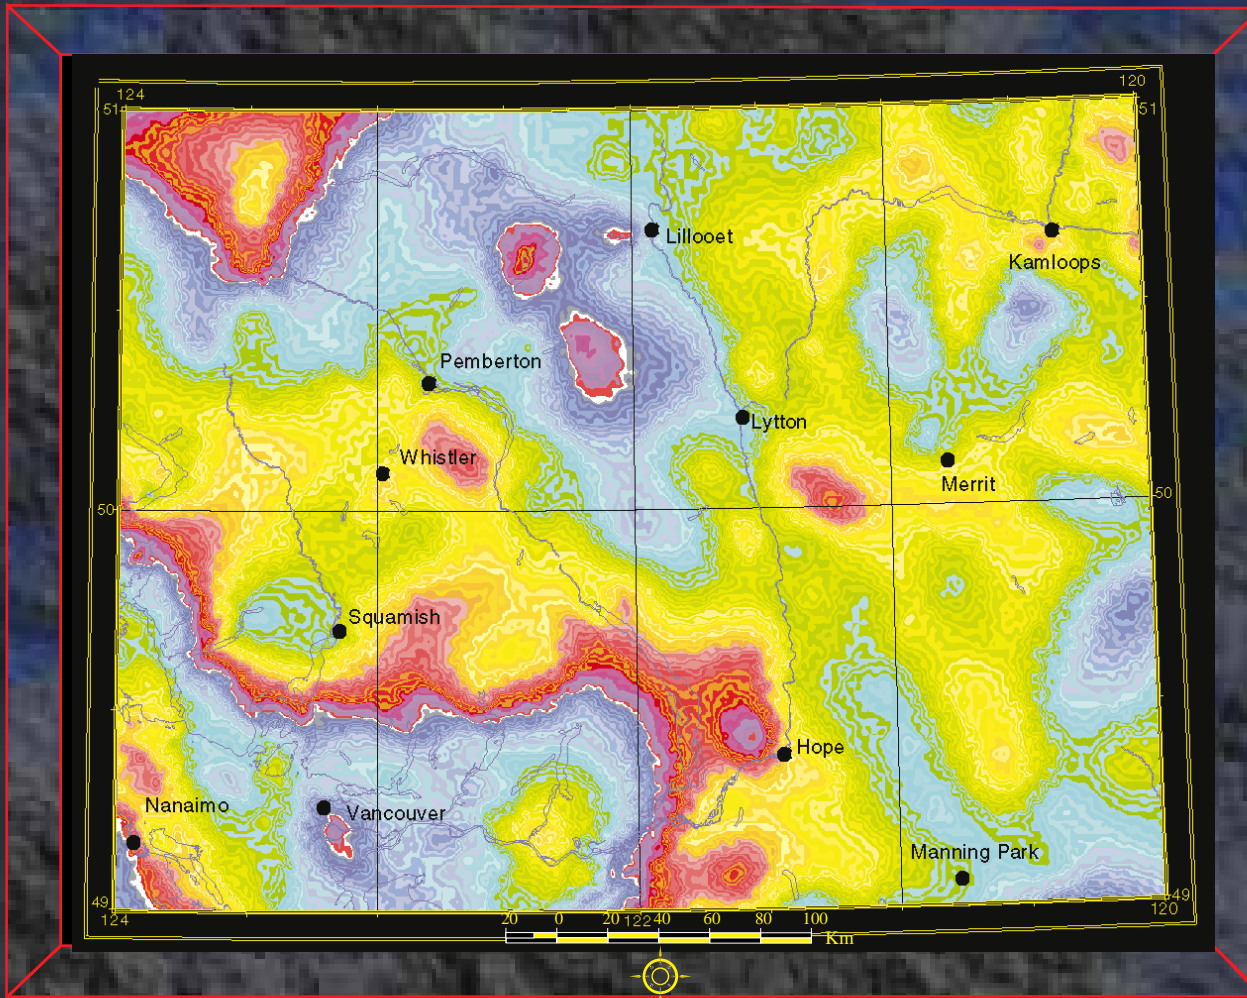 124
120
51
51
Lillooet
Kamloops
Pemberton
Lytton
Whistler
Merrit
50
50
Squamish
Hope
Nanaimo
Vancouver
Manning Park
49
49
124
120
20 0 20 122 40 60 80 100
Km